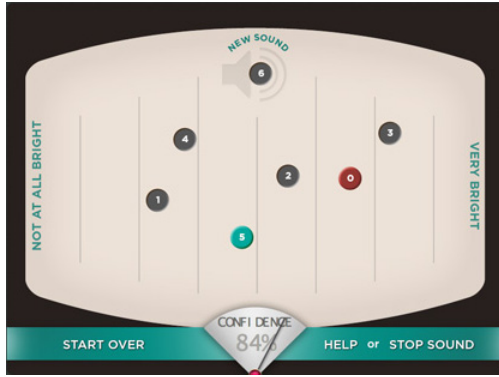 NEW SOUND
6
4
3
2
0
1
5
NOT AT ALL BRIGHT
VERY BRIGHT
CONFIDENCE
84%
START OVER
HELP or STOP SOUND